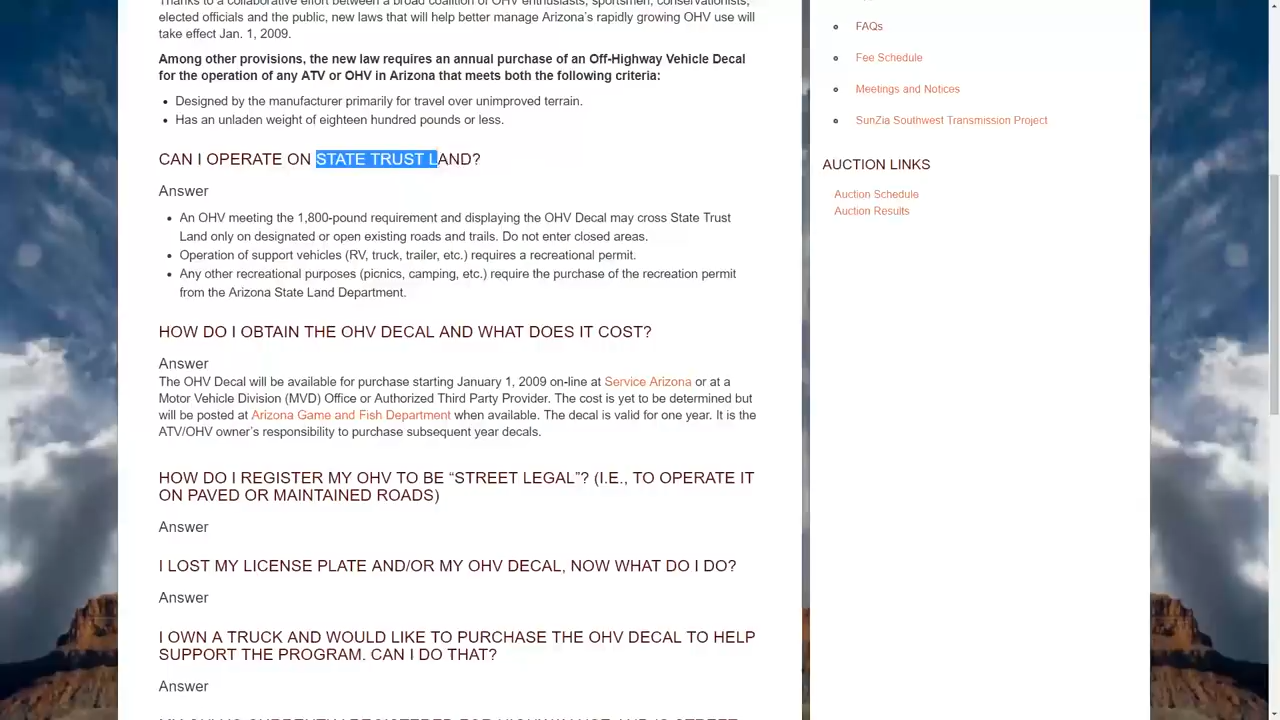 Thanks to a collaborative effort between a broad coalition of OHV enthusiasts, sportsmen, conservationists,
elected officials and the public, new laws that will help better manage Arizona’s rapidly growing OHV use will
take effect Jan. 1, 2009.
Among other provisions, the new law requires an annual purchase of an Off-Highway Vehicle Decal
for the operation of any ATV or OHV in Arizona that meets both the following criteria:
Designed by the manufacturer primarily for travel over unimproved terrain.
Has an unladen weight of eighteen hundred pounds or less.
CAN I OPERATE ON STATE TRUST LAND?
Answer
An OHV meeting the 1,800-pound requirement and displaying the OHV Decal may cross State Trust
Land only on designated or open existing roads and trails. Do not enter closed areas.
Operation of support vehicles (RV, truck, trailer, etc.) requires a recreational permit.
Any other recreational purposes (picnics, camping, etc.) require the purchase of the recreation permit
from the Arizona State Land Department.
HOW DO I OBTAIN THE OHV DECAL AND WHAT DOES IT COST?
Answer
The OHV Decal will be available for purchase starting January 1, 2009 on-line at Service Arizona or at a
Motor Vehicle Division (MVD) Office or Authorized Third Party Provider. The cost is yet to be determined but
will be posted at Arizona Game and Fish Department when available. The decal is valid for one year. It is the
ATV/OHV owner’s responsibility to purchase subsequent year decals.
HOW DO I REGISTER MY OHV TO BE “STREET LEGAL”? (I.E., TO OPERATE IT
ON PAVED OR MAINTAINED ROADS)
Answer
I LOST MY LICENSE PLATE AND/OR MY OHV DECAL, NOW WHAT DO I DO?
Answer
I OWN A TRUCK AND WOULD LIKE TO PURCHASE THE OHV DECAL TO HELP
SUPPORT THE PROGRAM. CAN I DO THAT?
Answer
MY OHV IS CURRENTLY REGISTERED FOR HIGHWAY USE AND IS STREET
FAQs
Fee Schedule
Meetings and Notices
SunZia Southwest Transmission Project
AUCTION LINKS
Auction Schedule
Auction Results